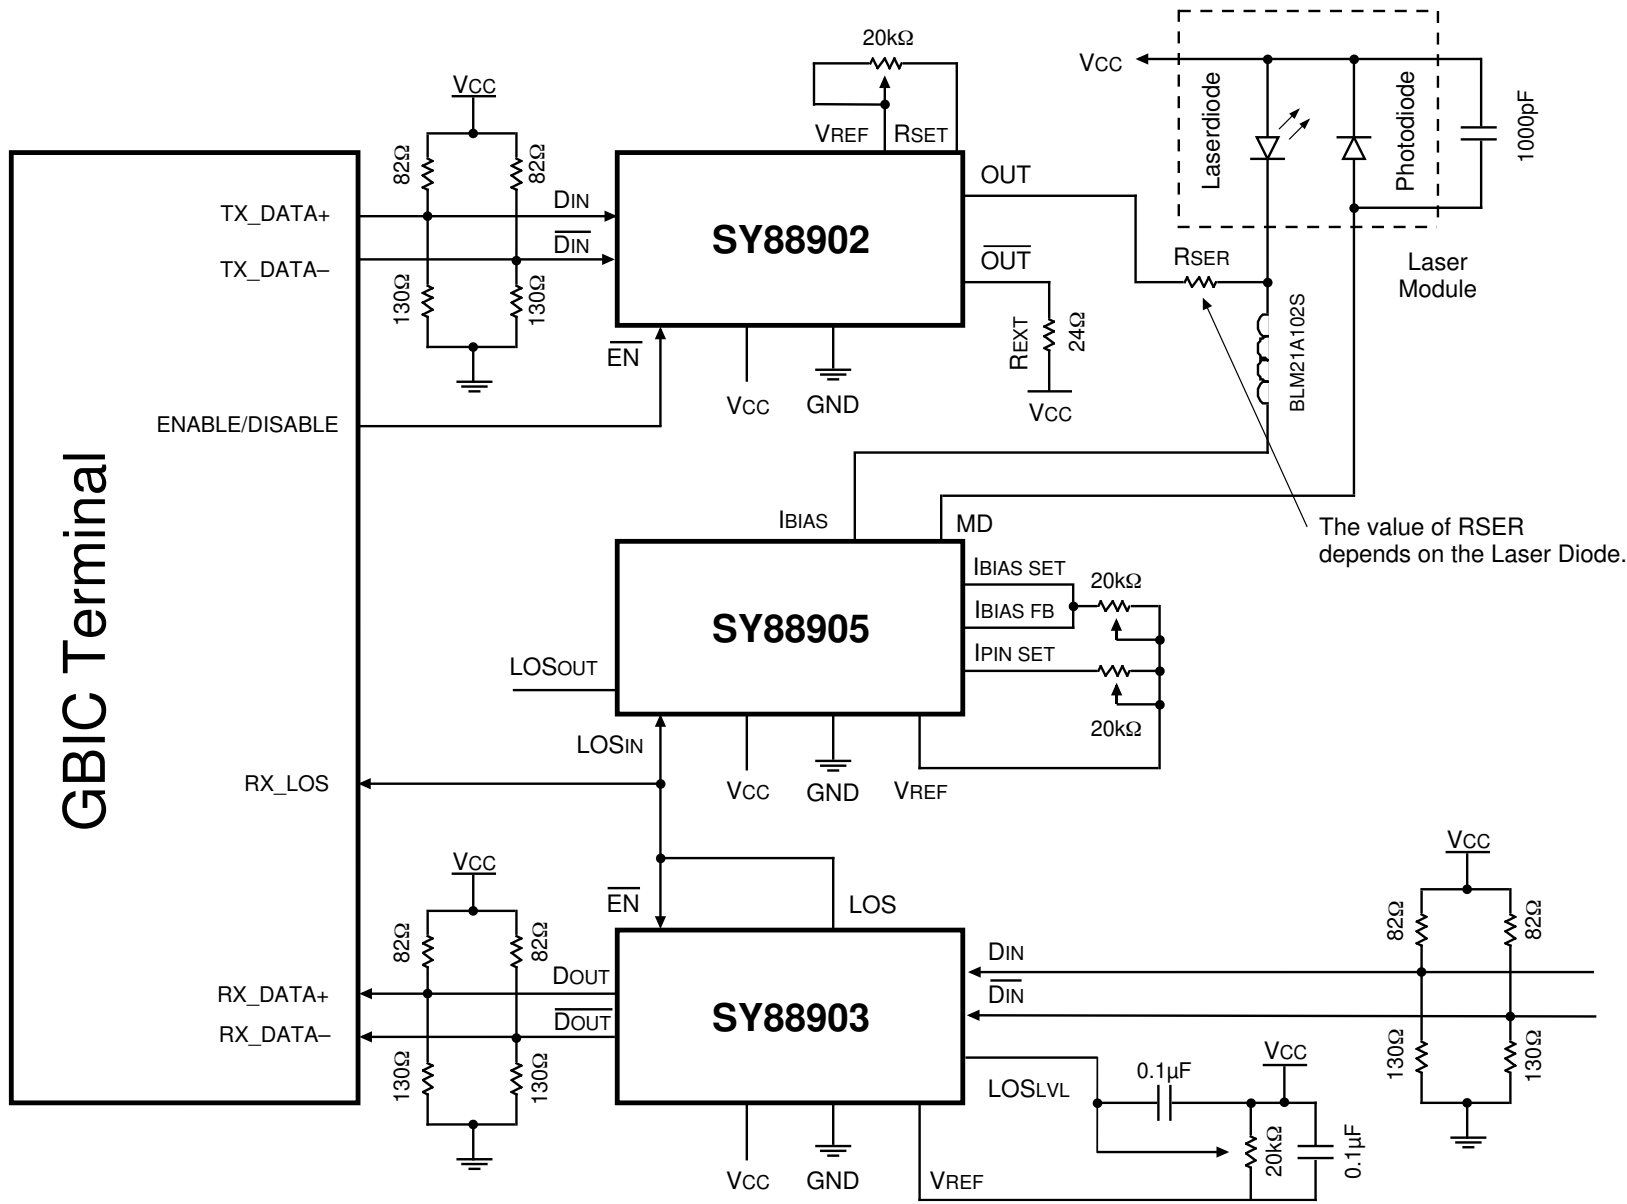 20kΩ
VCC
VREF
RSET
82Ω
82Ω
TX_DATA+
DIN
TX_DATA–
DIN
130Ω
130Ω
SY88902
OUT
OUT
EN
VCC
GND
REXT
24Ω
VCC
ENABLE/DISABLE
VCC
Laserdiode
Photodiode
1000pF
RSER
Laser
Module
BLM21A102S
The value of RSER
depends on the Laser Diode.
GBIC Terminal
IBIAS
MD
SY88905
IBIAS SET
IBIAS FB
IPIN SET
20kΩ
20kΩ
LOSOUT
LOSIN
VCC
GND
VREF
RX_LOS
VCC
EN
LOS
82Ω
82Ω
RX_DATA+
DOUT
RX_DATA–
DOUT
130Ω
130Ω
SY88903
DIN
DIN
VCC
82Ω
82Ω
130Ω
130Ω
LOSLVL
0.1µF
VCC
20kΩ
0.1µF
VCC
GND
VREF